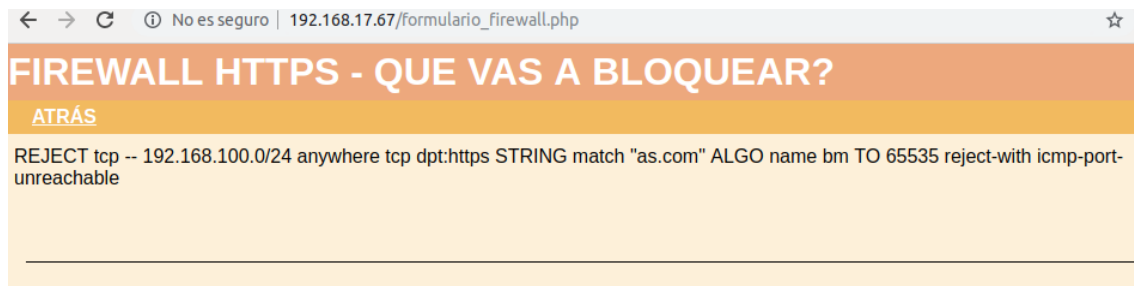 No es seguro | 192.168.17.67/formulario_firewall.php
FIREWALL HTTPS - QUE VAS A BLOQUEAR?
ATRÁS
REJECT tcp -- 192.168.100.0/24 anywhere tcp dpt:https STRING match "as.com" ALGO name bm TO 65535 reject-with icmp-port-
unreachable